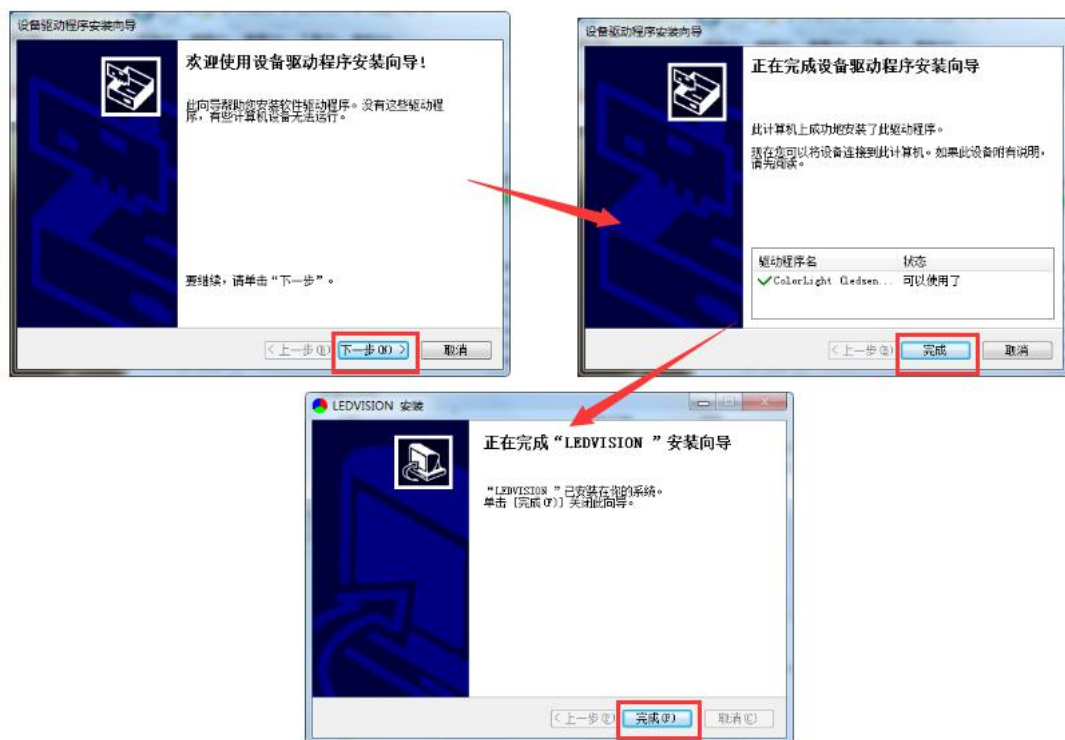 设备驱动程序安装向导
欢迎使用设备驱动程序安装向导!
此向导帮助您安装软件驱动程序。没有这些驱动程
序，有些计算机设备无法运行。
要继续，请单击“下一步”。
<上一步(B)
下一步(N) >
取消
设备驱动程序安装向导
正在完成设备驱动程序安装向导
此计算机上成功地安装了此驱动程序。
现在您可以将设备连接到此计算机。如果此设备附有说明，
请先阅读。
驱动程序名
状态
ColorLight (ledsen...
可以使用了
<上一步(B)
完成
取消
LEDVISION 安装
正在完成“LEDVISION ”安装向导
“LEDVISION ”已安装在你的系统。
单击 [完成(F)] 关闭此向导。
<上一步(P)
完成(F)
取消(C)